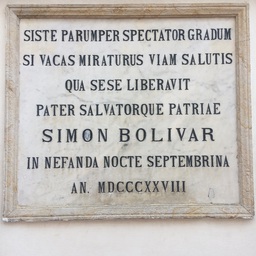 SISTE PARUMPER SPECTATOR GRADUM
SI VACAS MIRATURUS VIAM SALUTIS
QUA SESE LIBERAVIT
PATER SALVATORQUE PATRIAE
SIMON BOLIVAR
IN NEFANDA NOCTE SEPTEMBRINA
AN. MDCCCXXVIII